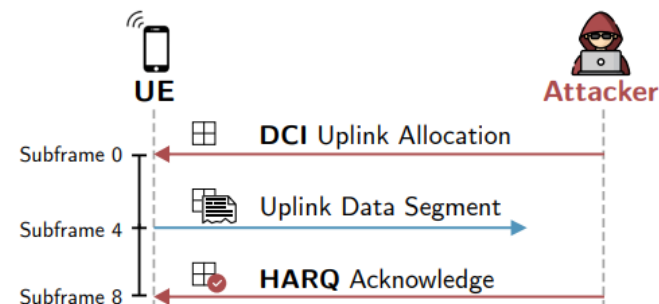 UE
Attacker
DCI Uplink Allocation
Subframe 0
Uplink Data Segment
Subframe 4
HARQ Acknowledge
Subframe 8